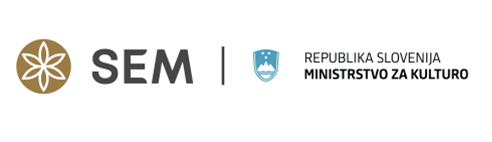 SEM
REPUBLIKA SLOVENIJA
MINISTRSTVO ZA KULTURO